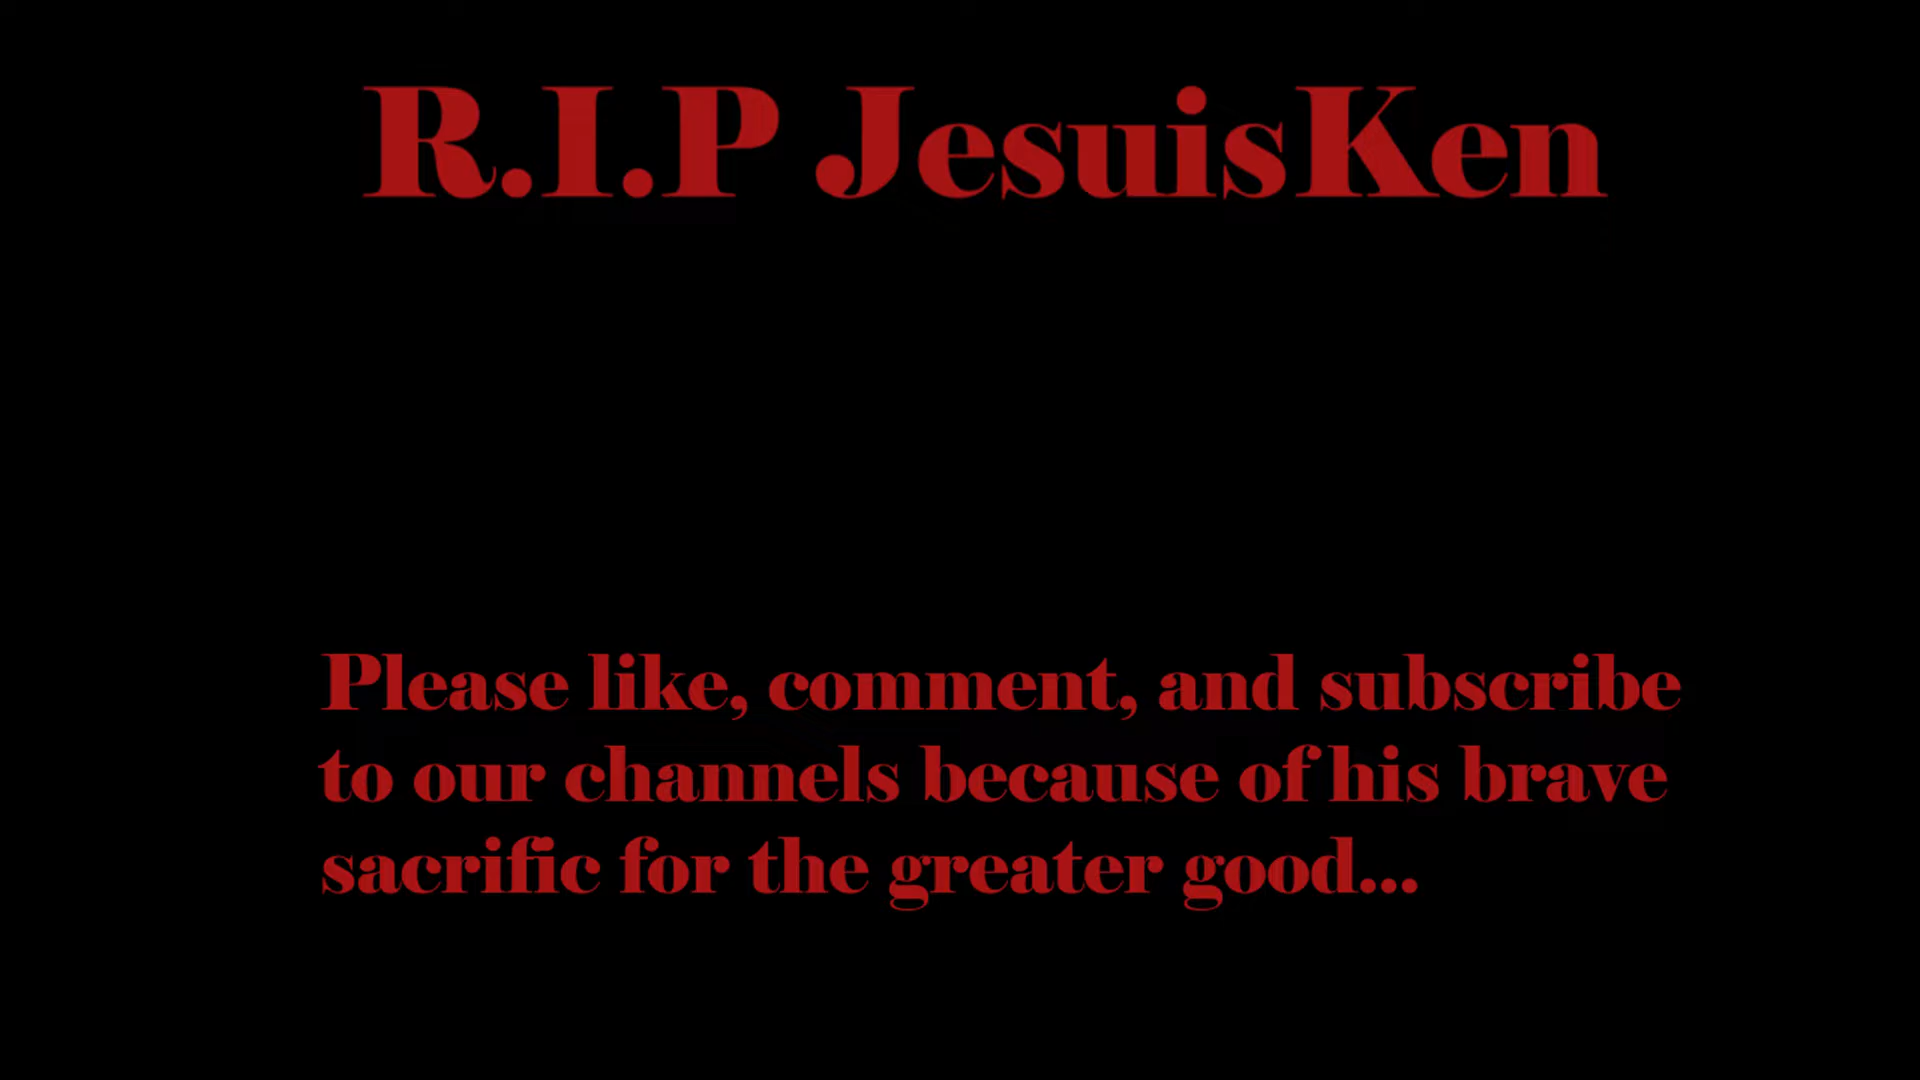 R.I.P JesuisKen
Please like, comment, and subscribe
to our channels because of his brave
sacrific for the greater good...